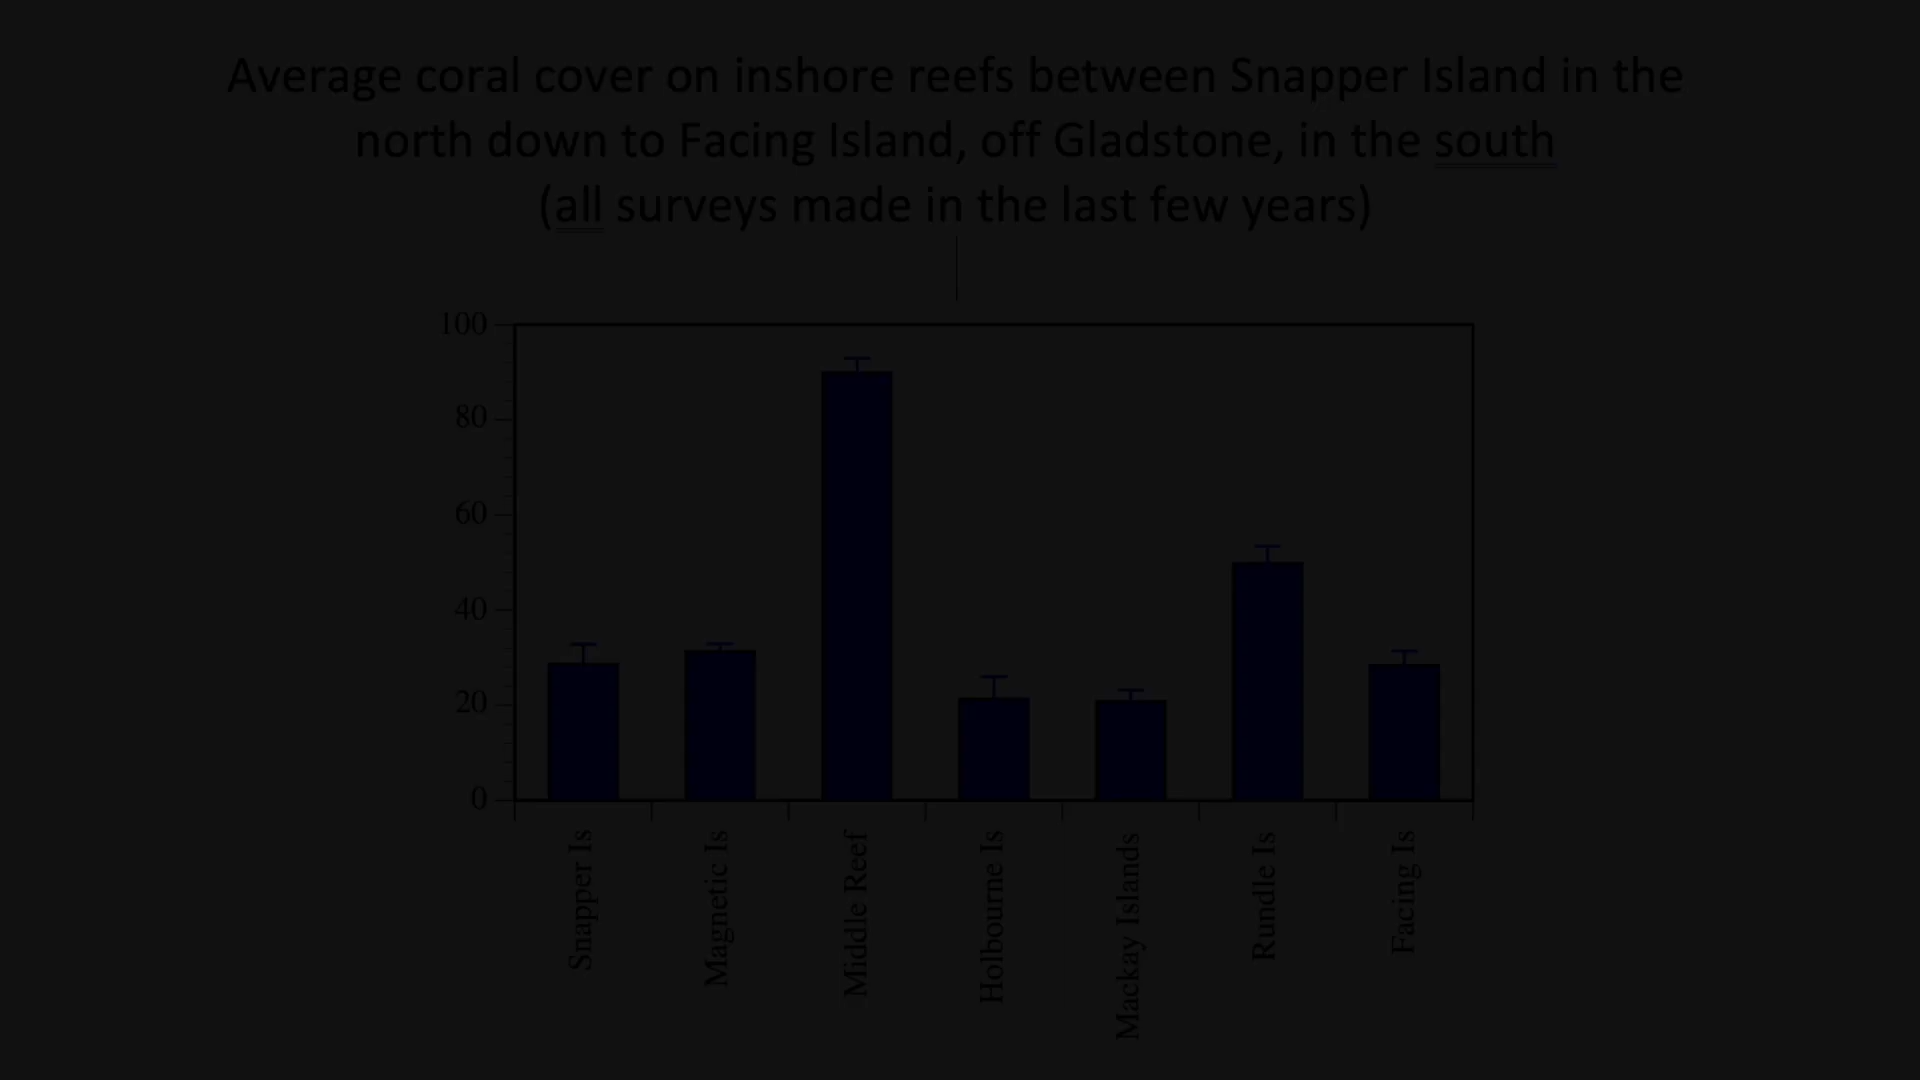 Average coral cover on inshore reefs between Snapper Island in the
north down to Facing Island, off Gladstone, in the south
(all surveys made in the last few years)
100
80
60
40
20
0
Snapper Is
Magnetic Is
Middle Reef
Holbourne Is
Mackay Islands
Rundle Is
Facing Is